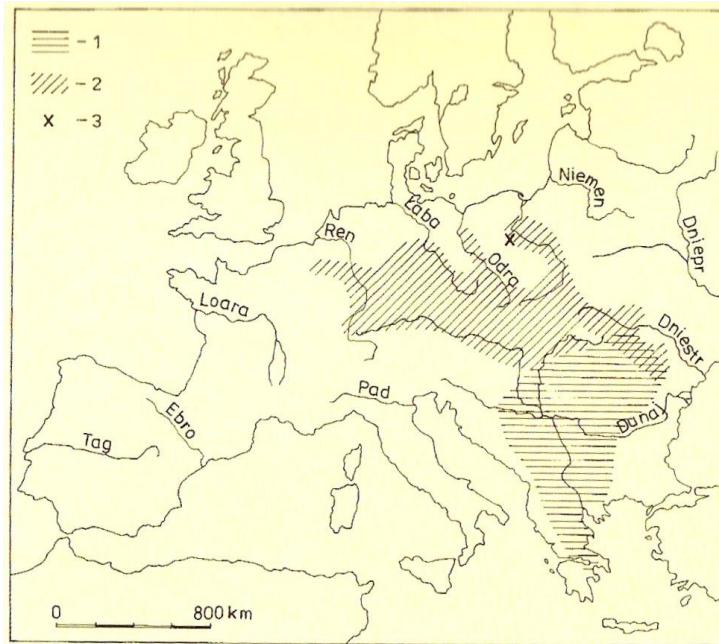 - 1
- 2
x - 3
Niemen
Dniepr
Łaba
Ren
Odra
Loara
Dniestr
Pad
Dunaj
Ebro
Tag
0 800 km